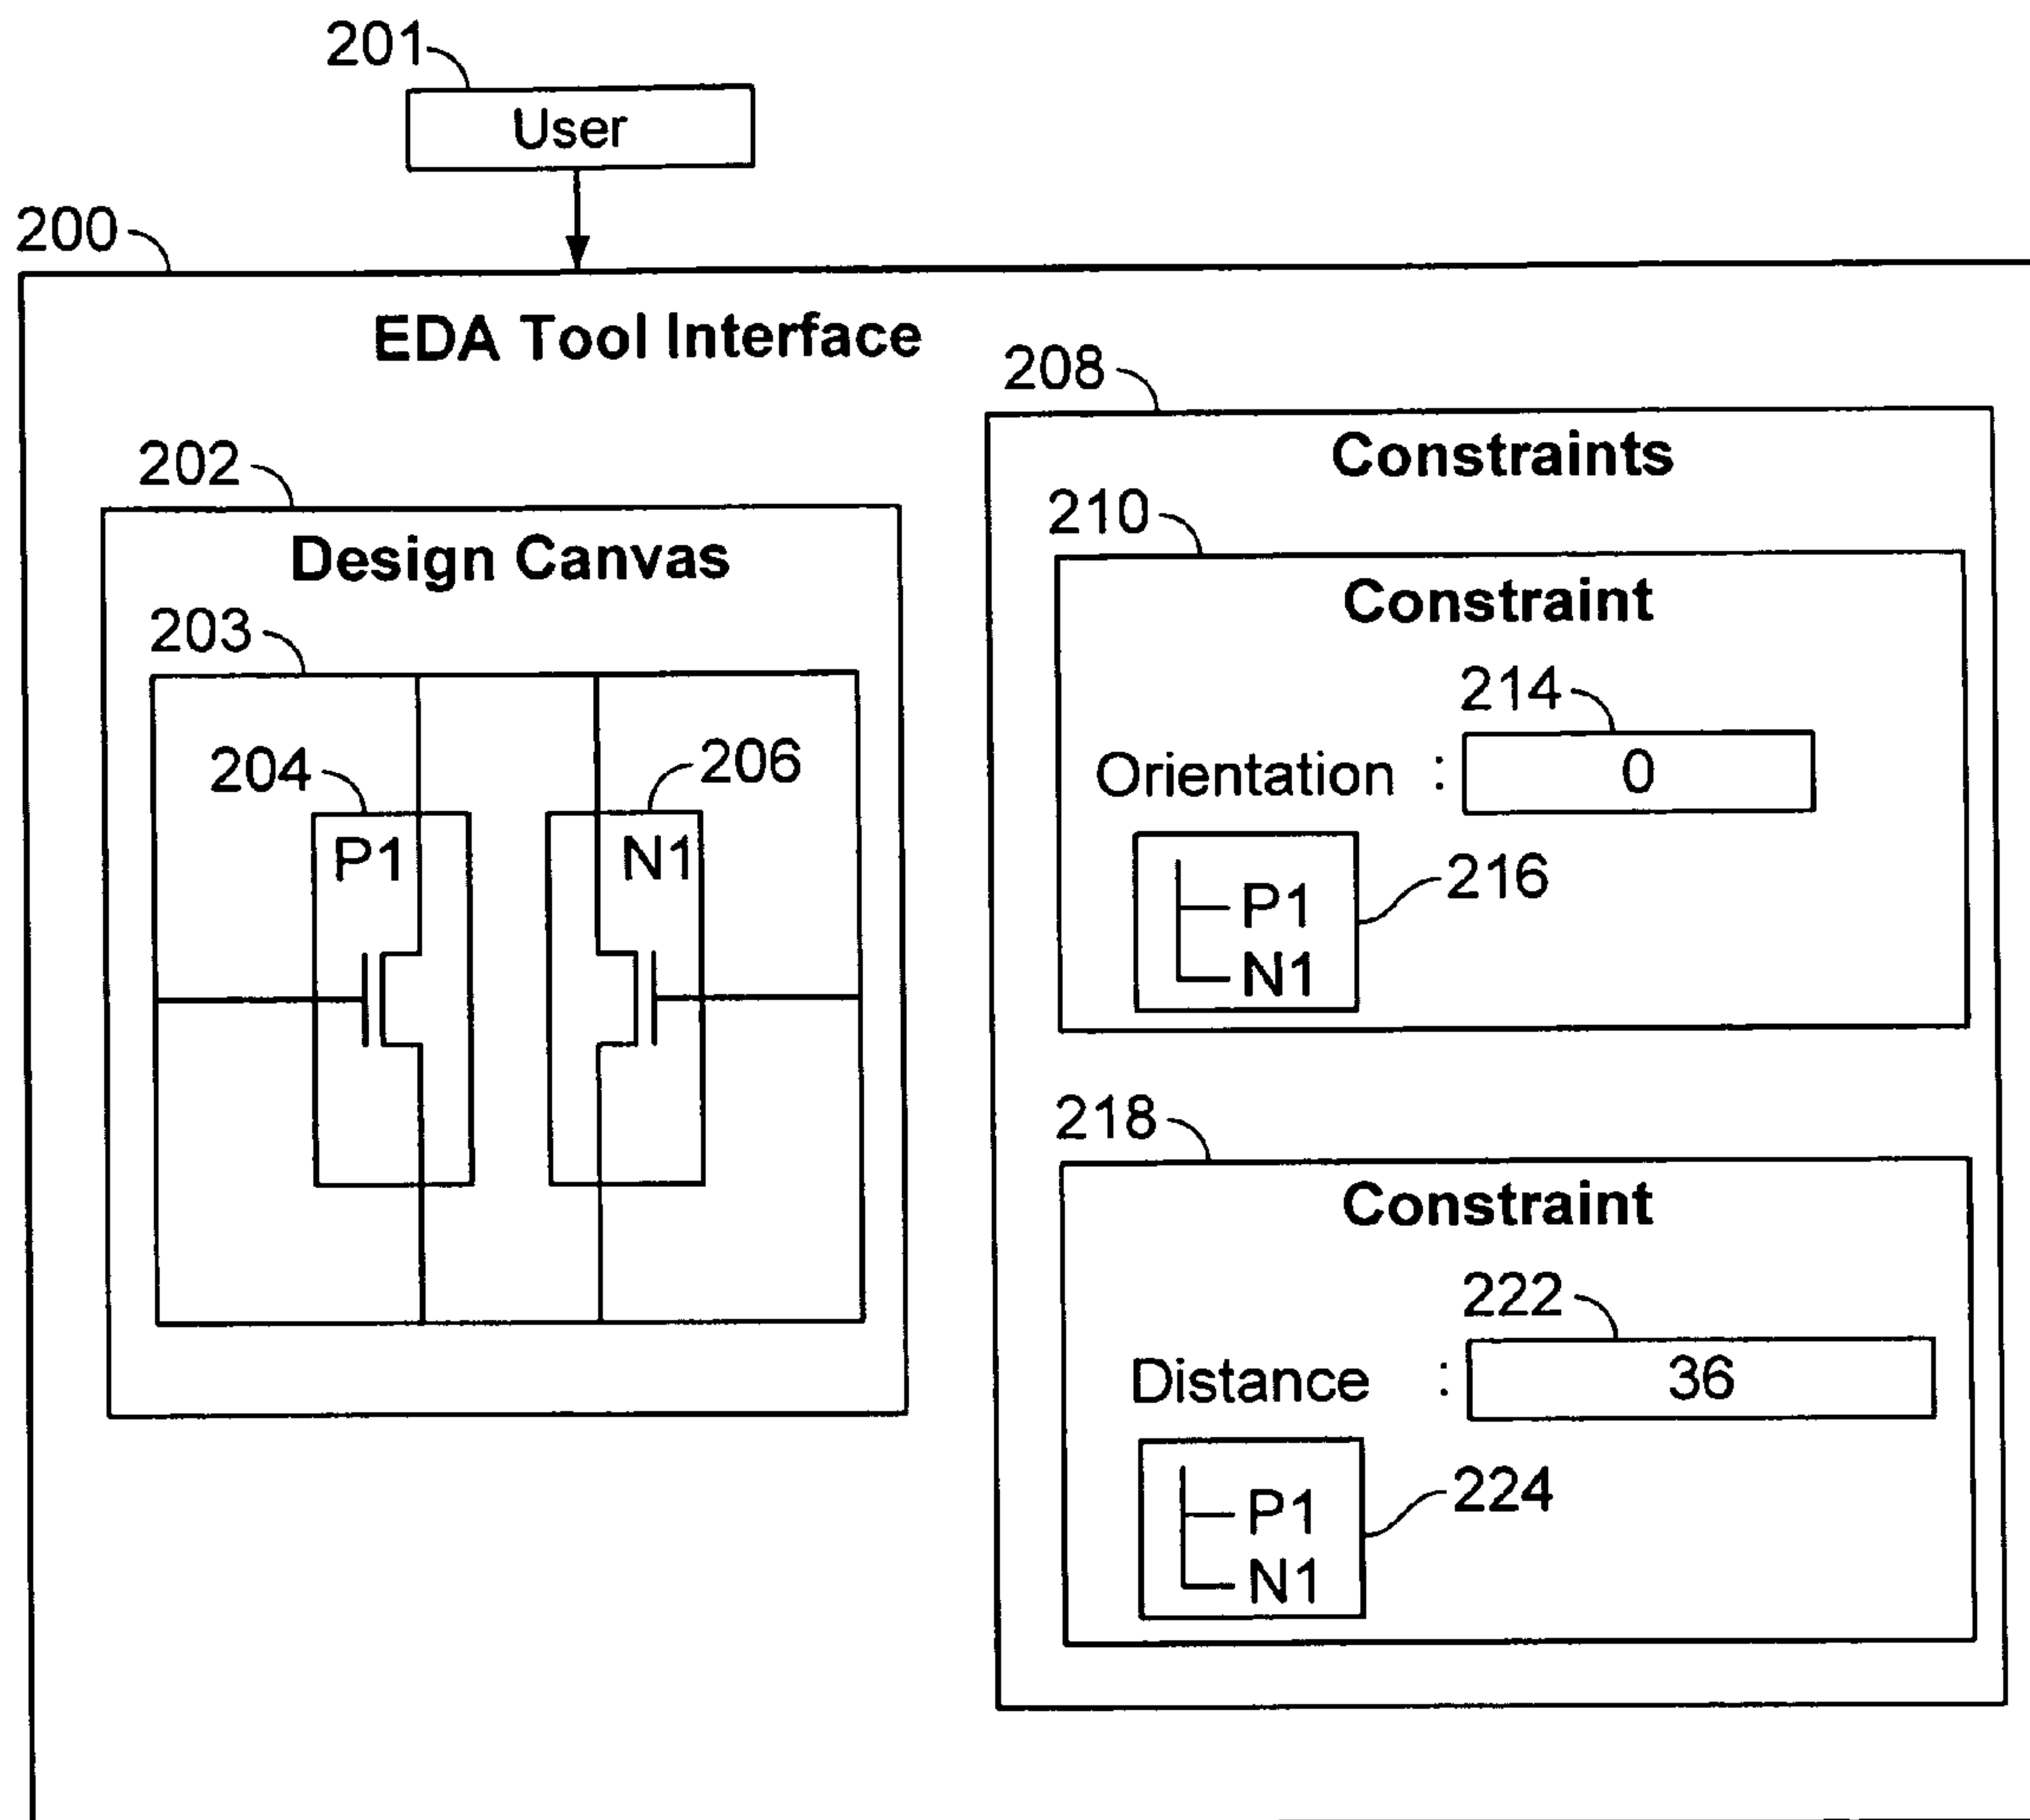 201
User
200
EDA Tool Interface
202
Design Canvas
203
204
P1
206
N1
208
Constraints
210
Constraint
214
Orientation : 0
216
P1
N1
218
Constraint
222
Distance : 36
224
P1
N1